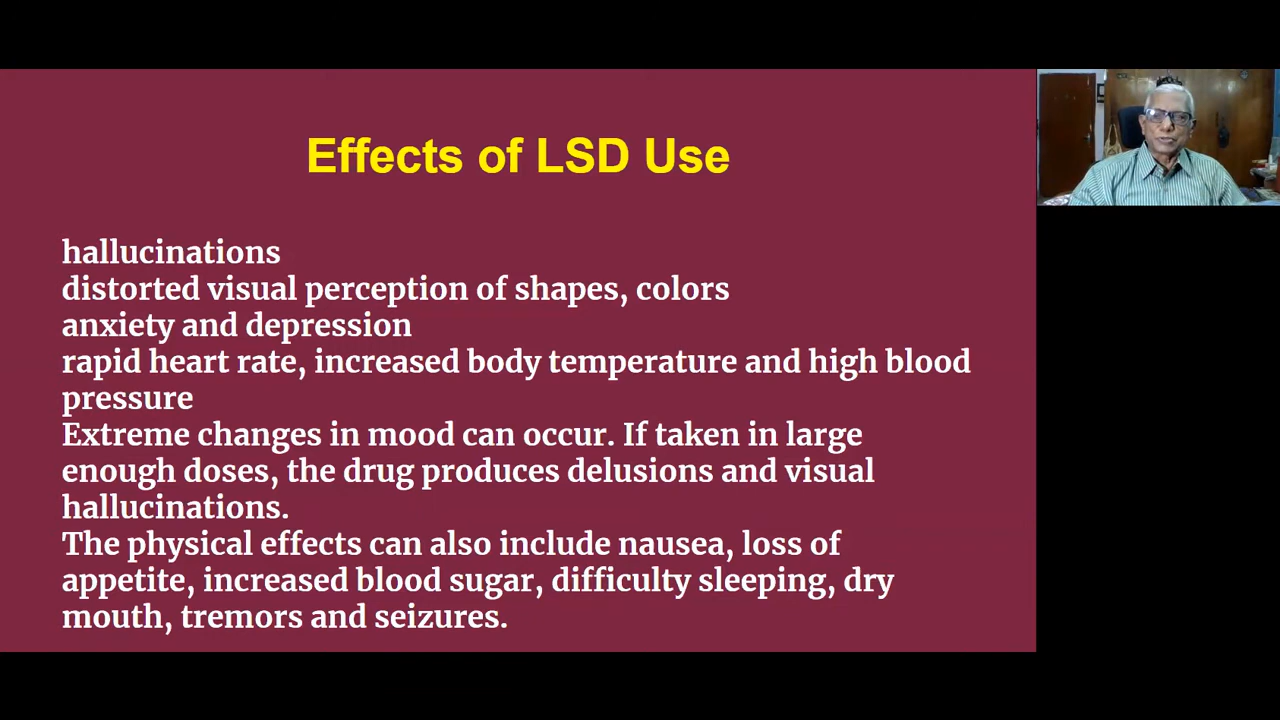 Effects of LSD Use
hallucinations
distorted visual perception of shapes, colors
anxiety and depression
rapid heart rate, increased body temperature and high blood
pressure
Extreme changes in mood can occur. If taken in large
enough doses, the drug produces delusions and visual
hallucinations.
The physical effects can also include nausea, loss of
appetite, increased blood sugar, difficulty sleeping, dry
mouth, tremors and seizures.